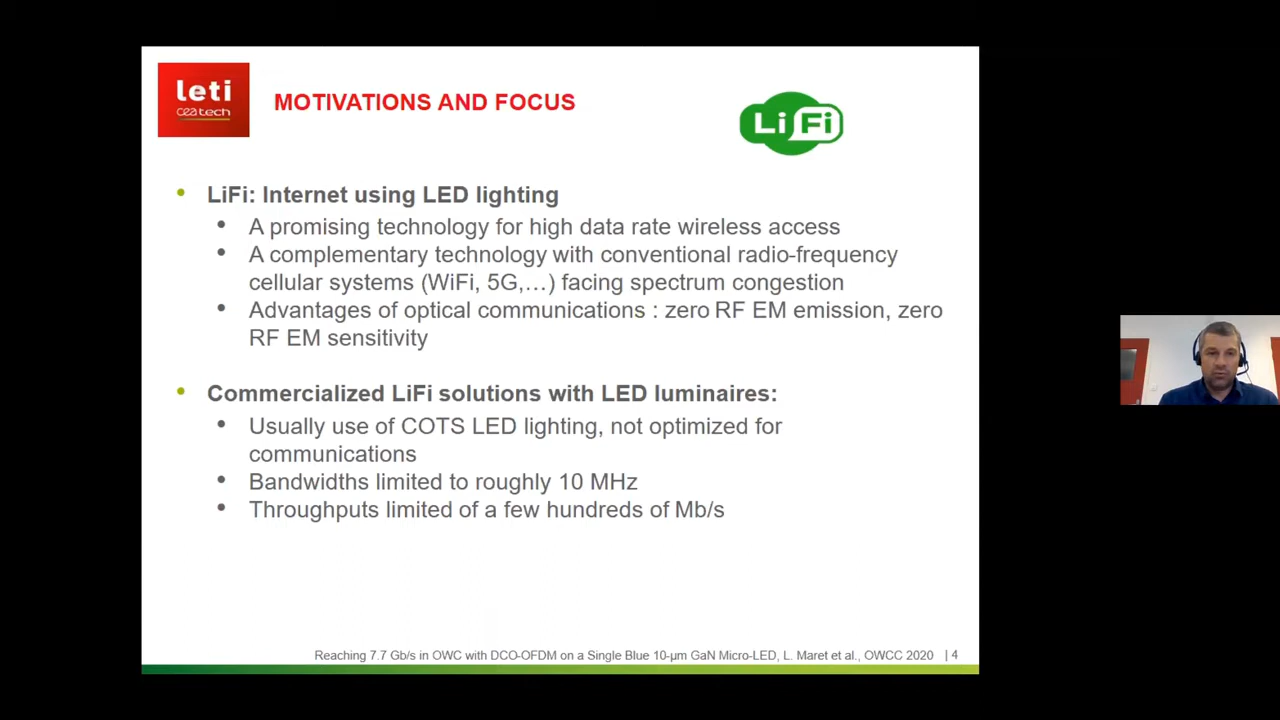 leti
ceatech
MOTIVATIONS AND FOCUS
LiFi
• LiFi: Internet using LED lighting
• A promising technology for high data rate wireless access
• A complementary technology with conventional radio-frequency
cellular systems (WiFi, 5G,…) facing spectrum congestion
• Advantages of optical communications : zero RF EM emission, zero
RF EM sensitivity
• Commercialized LiFi solutions with LED luminaires:
• Usually use of COTS LED lighting, not optimized for
communications
• Bandwidths limited to roughly 10 MHz
• Throughputs limited of a few hundreds of Mb/s
Reaching 7.7 Gb/s in OWC with DCO-OFDM on a Single Blue 10-µm GaN Micro-LED, L. Maret et al., OWCC 2020 | 4